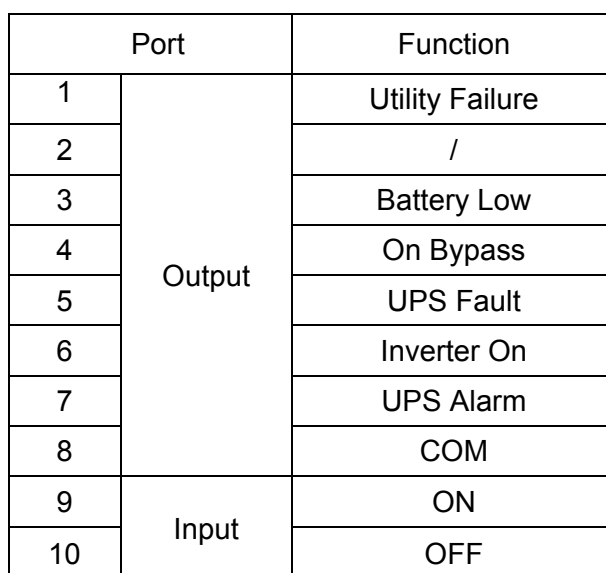 Port Function
1 Utility Failure
2 /
3 Battery Low
4 On Bypass
Output
5 UPS Fault
6 Inverter On
7 UPS Alarm
8 COM
9 ON
Input
10 OFF